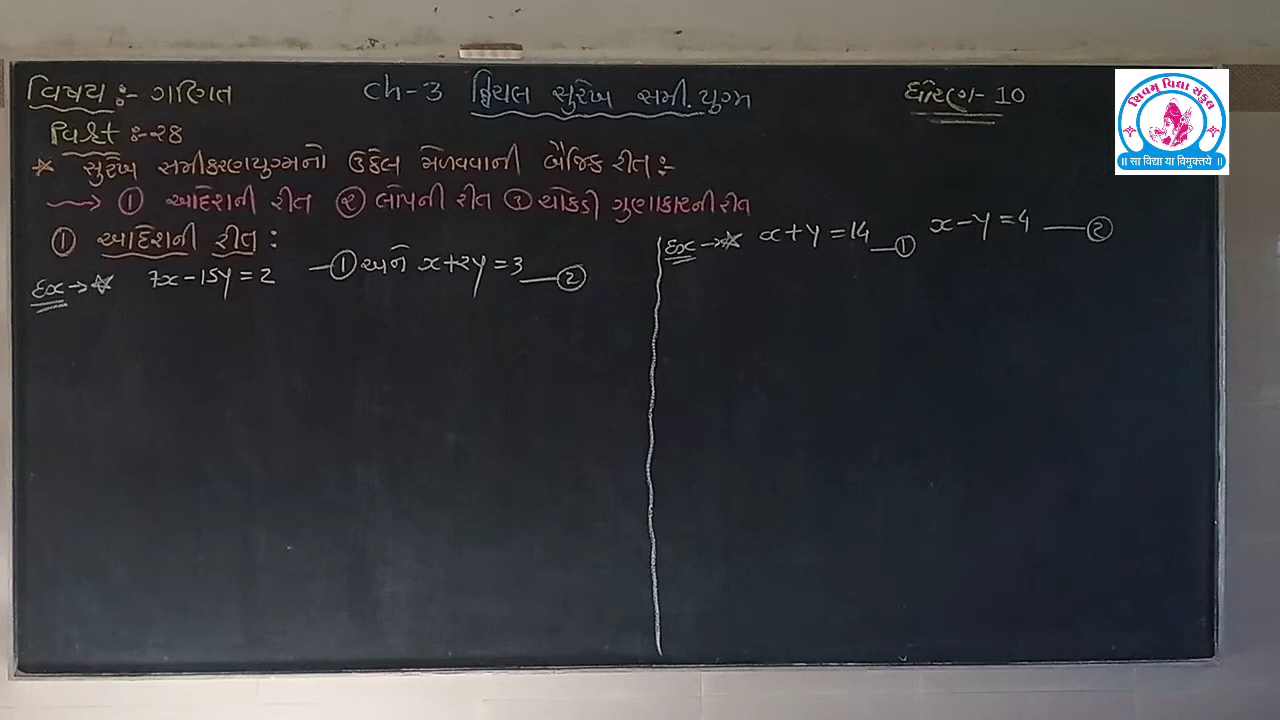 વિષય :- ગણિત
ch-3 દ્વિચલ સુરેખ સમી. યુગ્મ
ધોરણ- 10
શિવમ્ વિદ્યા સંકુલ
॥ सा विद्या या विमुक्तये ॥
વિડિ :-૨૪
* સુરેખ સમીકરણયુગ્મનો ઉકેલ મેળવવાની બૈજિક રીત :-
→ ① આદેશની રીત ② લોપની રીત ③ ચોકડી ગુણાકારની રીત
① આદેશની રીત :
Ex → * 7x-15y=2 —① અને x+2y=3 —②
Ex → * x+y=14 —① x-y=4 —②